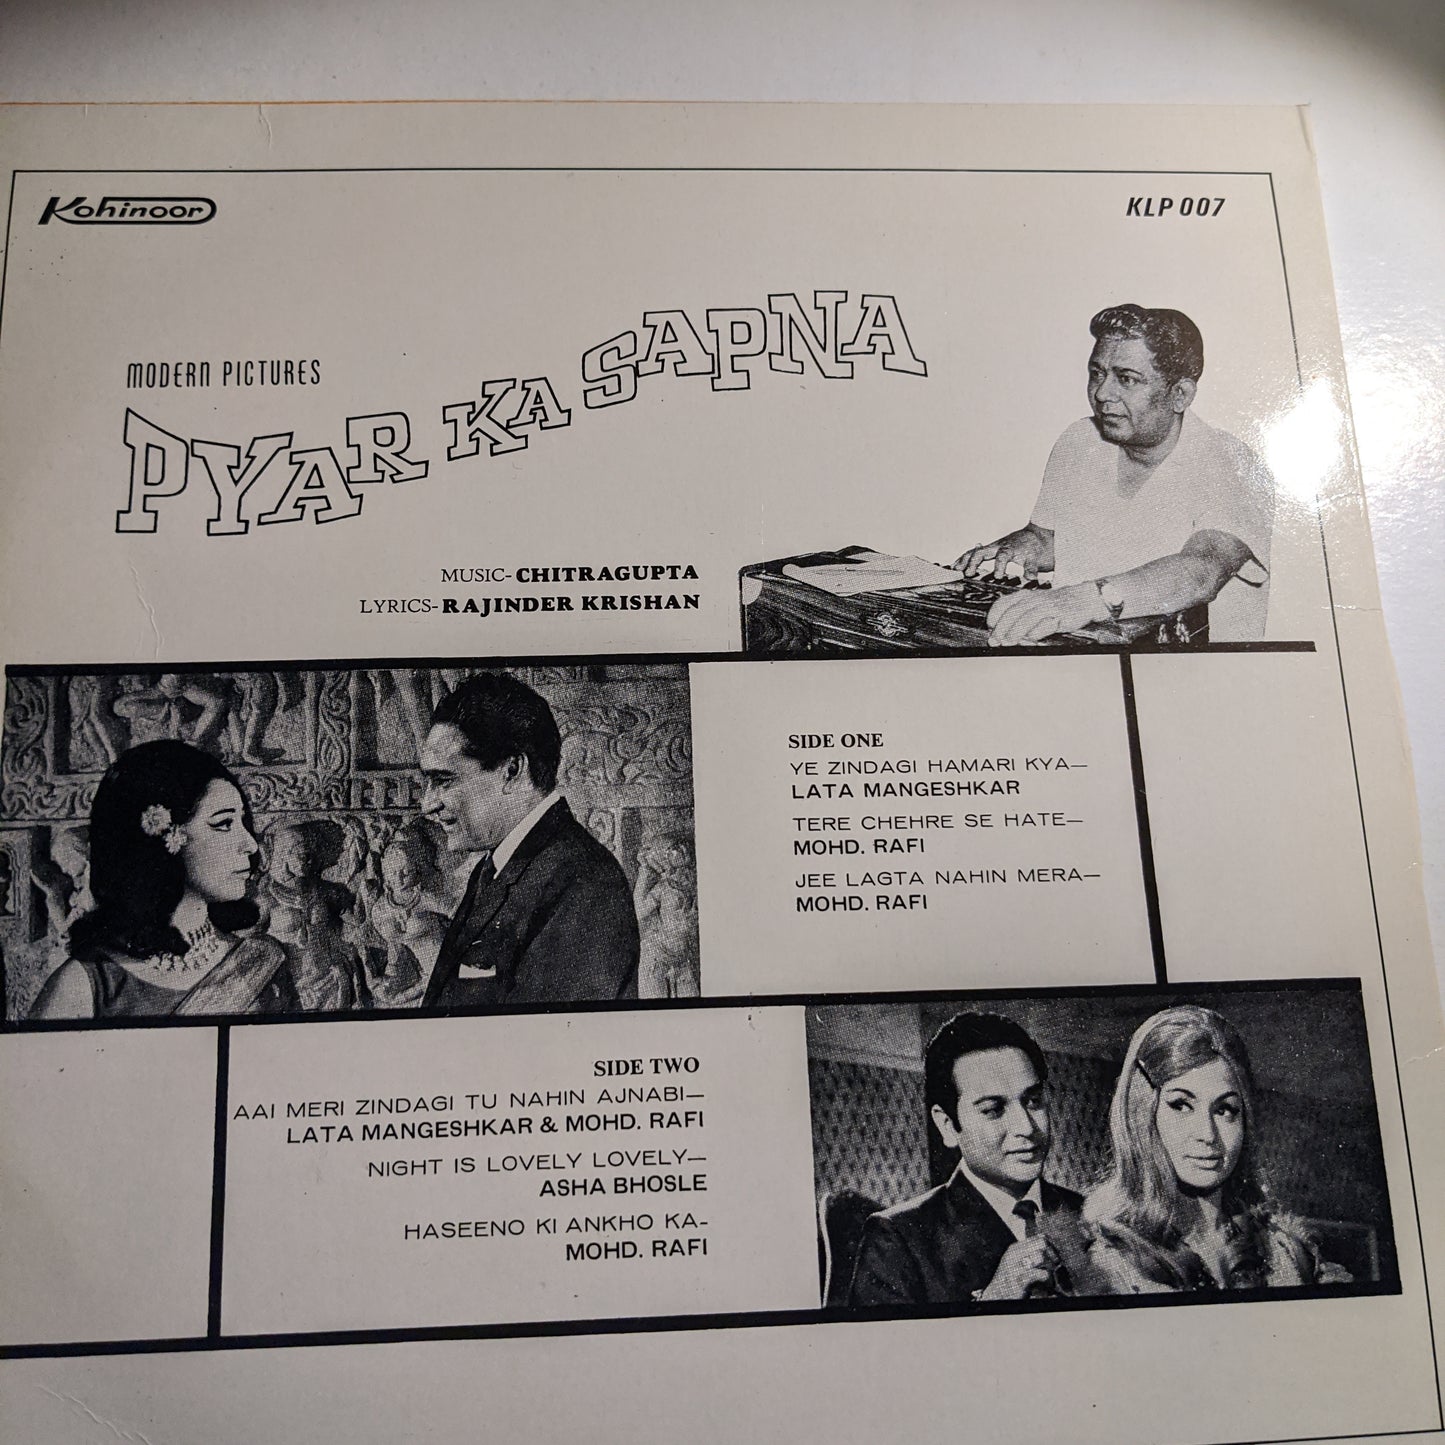 Kohinoor
KLP 007
MODERN PICTURES
PYAR KA SAPNA
MUSIC- CHITRAGUPTA
LYRICS- RAJINDER KRISHAN
SIDE ONE
YE ZINDAGI HAMARI KYA—
LATA MANGESHKAR
TERE CHEHRE SE HATE—
MOHD. RAFI
JEE LAGTA NAHIN MERA—
MOHD. RAFI
SIDE TWO
AAI MERI ZINDAGI TU NAHIN AJNABI—
LATA MANGESHKAR & MOHD. RAFI
NIGHT IS LOVELY LOVELY—
ASHA BHOSLE
HASEENO KI ANKHO KA-
MOHD. RAFI